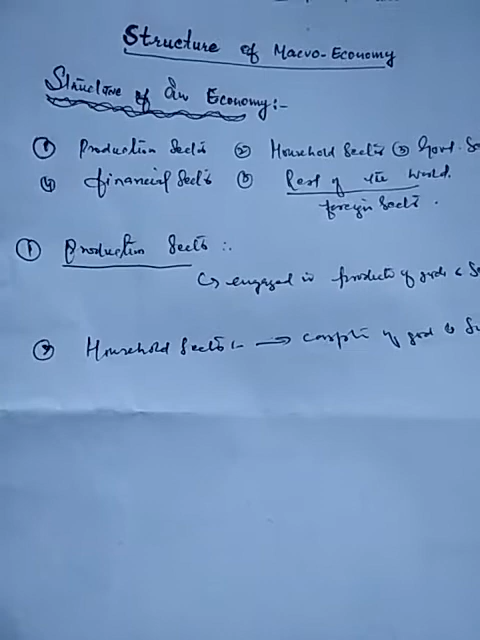 Structure of Macro-Economy
Structure of an Economy:-
① Production Sector ② Household Sector ③ Govt. Se
④ financial Sector ⑤ Rest of the World.
foreign Sector.
① Production Sector :-
↳ engaged in production of goods & Se
② Household Sector :- → consumption of good & Se